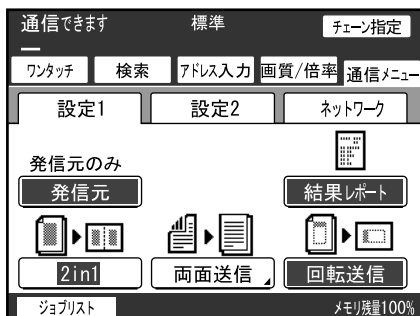 通信できます 標準 チェーン指定
ワンタッチ 検索 アドレス入力 画質/倍率 通信メニュー
設定1 設定2 ネットワーク
発信元のみ
発信元 結果レポート
2in1 両面送信 回転送信
ジョブリスト メモリ残量100%